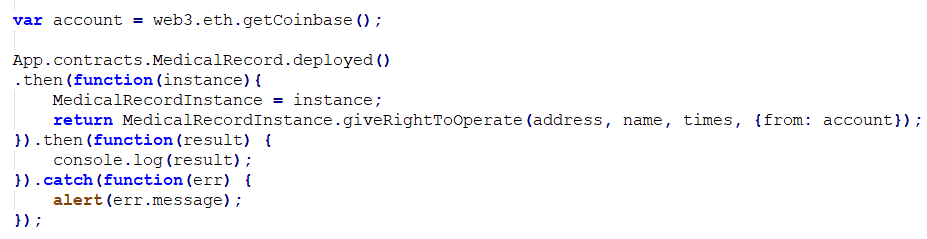 var account = web3.eth.getCoinbase();
App.contracts.MedicalRecord.deployed()
.then(function(instance){
    MedicalRecordInstance = instance;
    return MedicalRecordInstance.giveRightToOperate(address, name, times, {from: account});
}).then(function(result) {
    console.log(result);
}).catch(function(err) {
    alert(err.message);
});